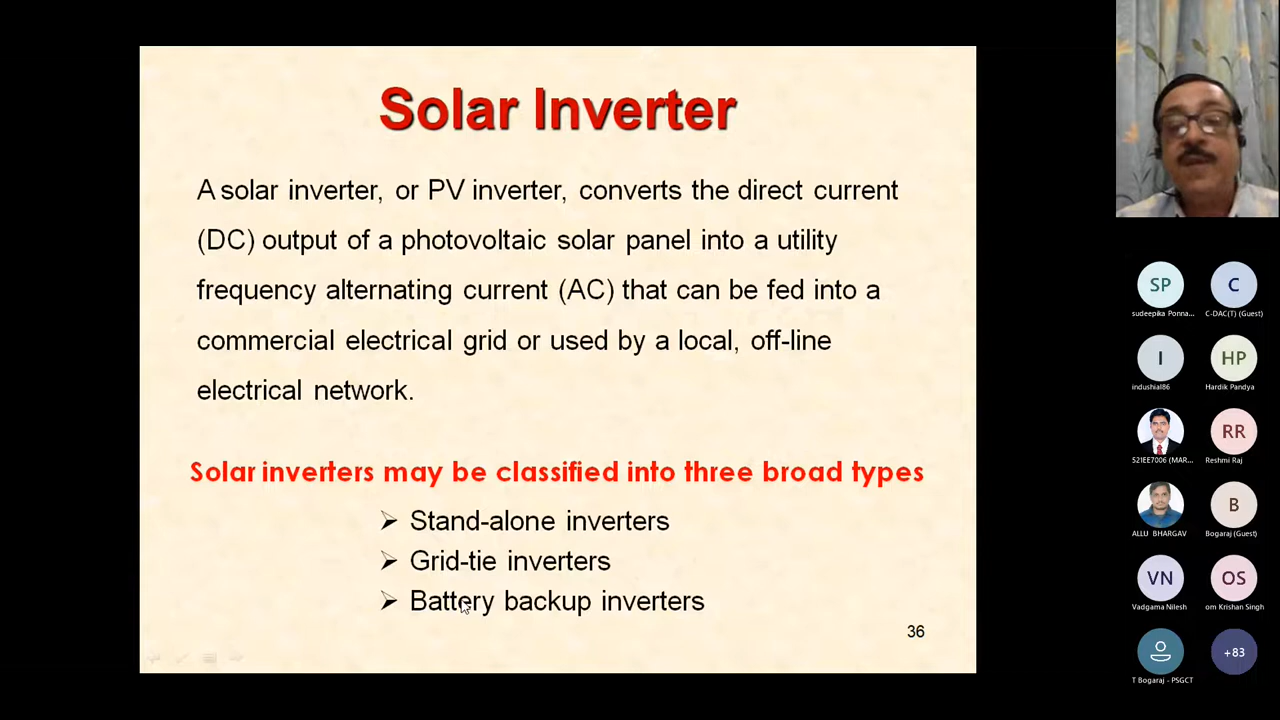 Solar Inverter
A solar inverter, or PV inverter, converts the direct current
(DC) output of a photovoltaic solar panel into a utility
frequency alternating current (AC) that can be fed into a
commercial electrical grid or used by a local, off-line
electrical network.
Solar inverters may be classified into three broad types
Stand-alone inverters
Grid-tie inverters
Battery backup inverters
36
SP
sudeepika Ponna...
C
C-DAC(T) (Guest)
I
indushial86
HP
Hardik Pandya
521EE7006 (MAR...
RR
Reshmi Raj
ALLU BHARGAV
B
Bogaraj (Guest)
VN
Vadgama Nilesh
OS
om Krishan Singh
T Bogaraj - PSGCT
+83